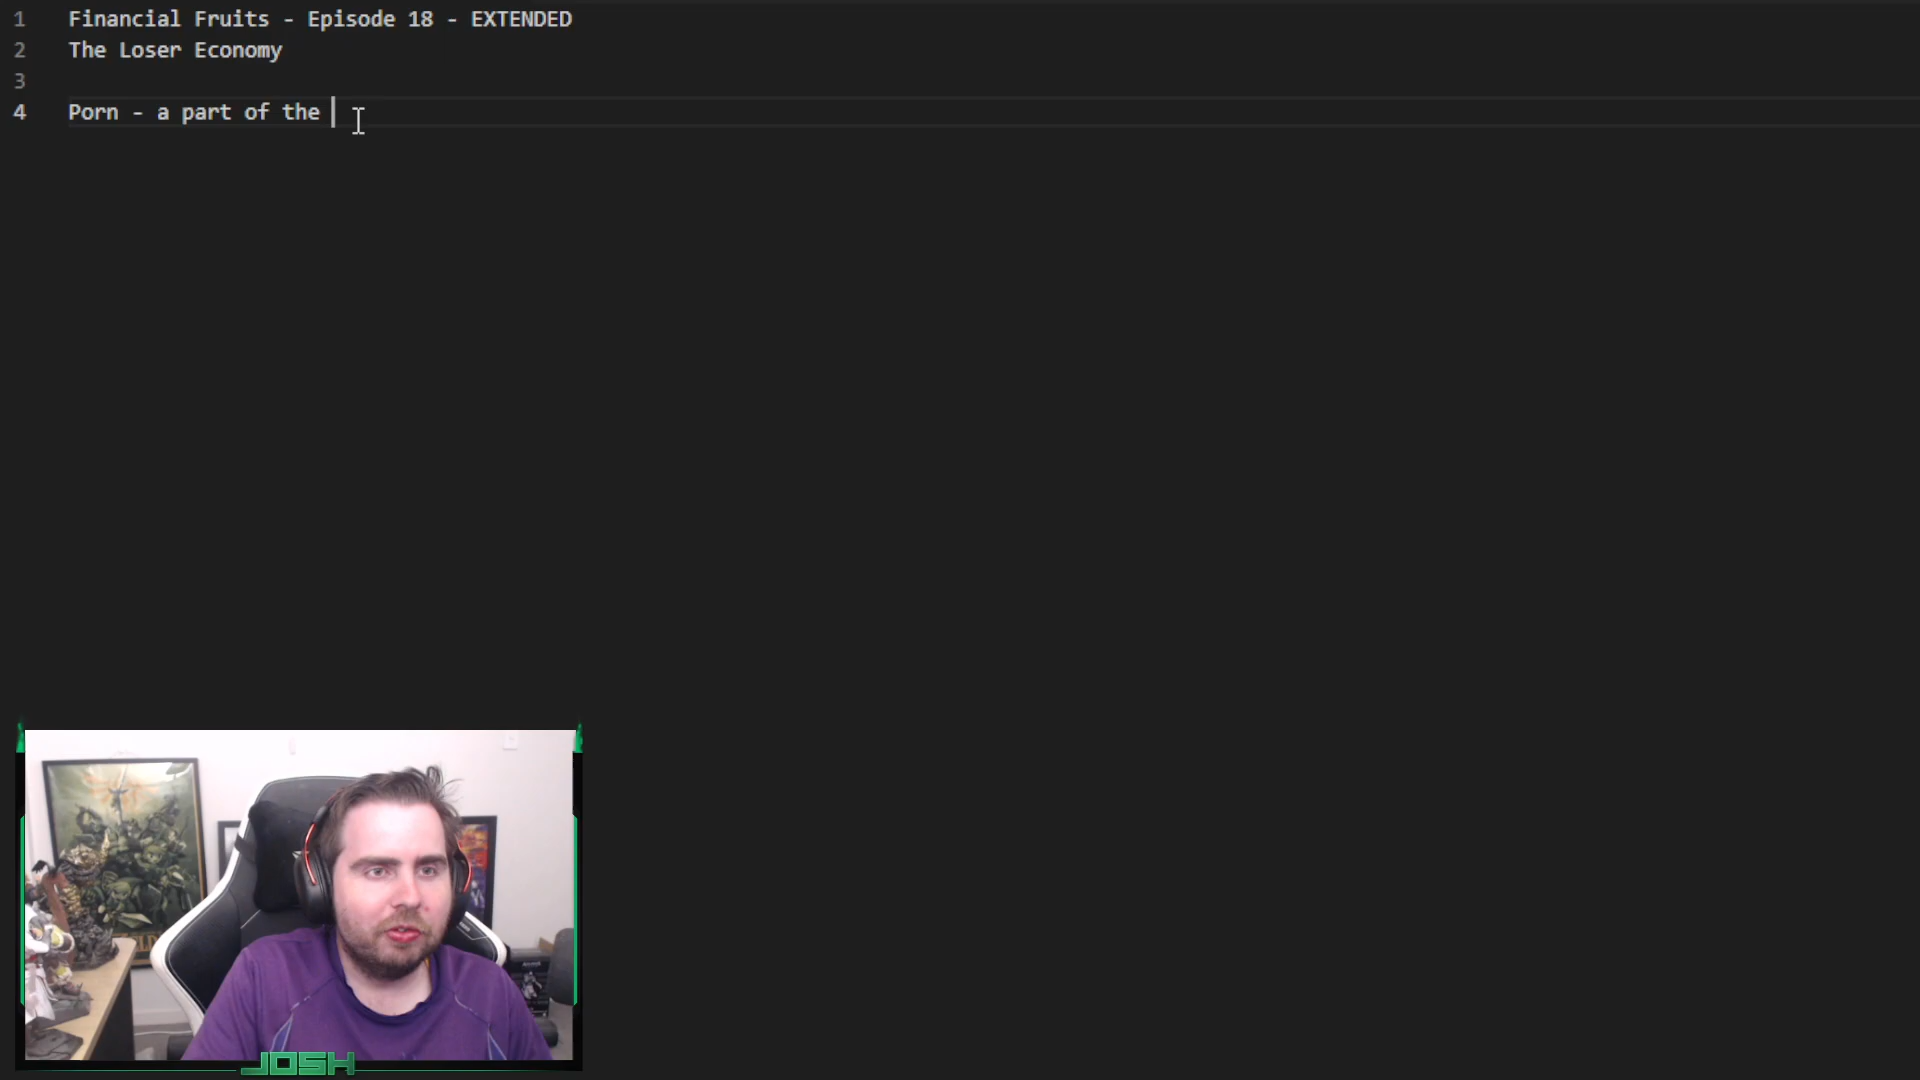 1 Financial Fruits - Episode 18 - EXTENDED
2 The Loser Economy
3
4 Porn - a part of the
JOSH